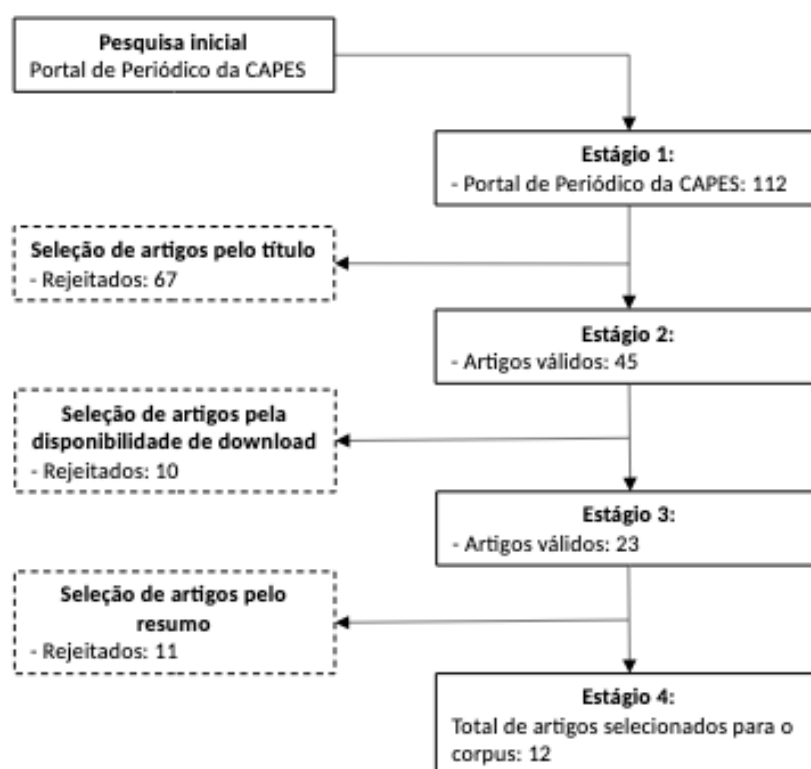 Pesquisa inicial
Portal de Periódico da CAPES
Estágio 1:
- Portal de Periódico da CAPES: 112
Seleção de artigos pelo título
- Rejeitados: 67
Estágio 2:
- Artigos válidos: 45
Seleção de artigos pela
disponibilidade de download
- Rejeitados: 10
Estágio 3:
- Artigos válidos: 23
Seleção de artigos pelo
resumo
- Rejeitados: 11
Estágio 4:
Total de artigos selecionados para o
corpus: 12